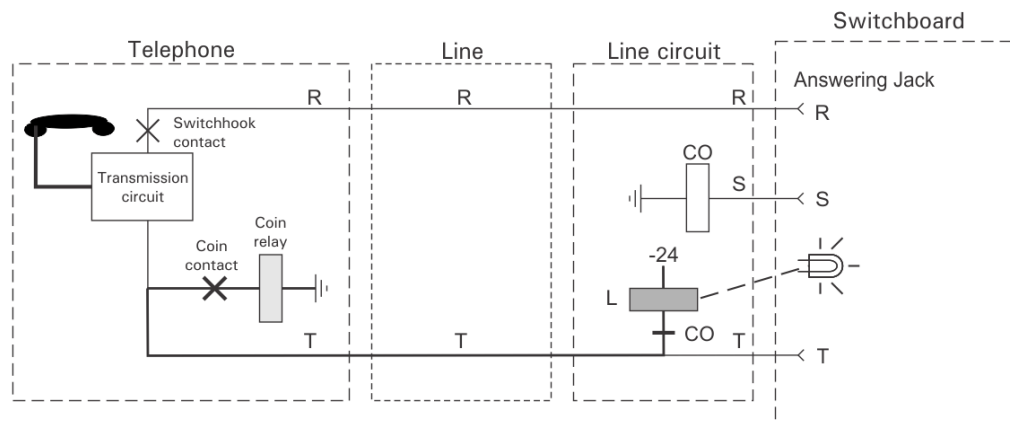 Switchboard
Telephone
Line
Line circuit
Answering Jack
R
R
R
R
Switchhook
contact
CO
Transmission
circuit
S
S
Coin
relay
Coin
contact
-24
L
CO
T
T
T
T